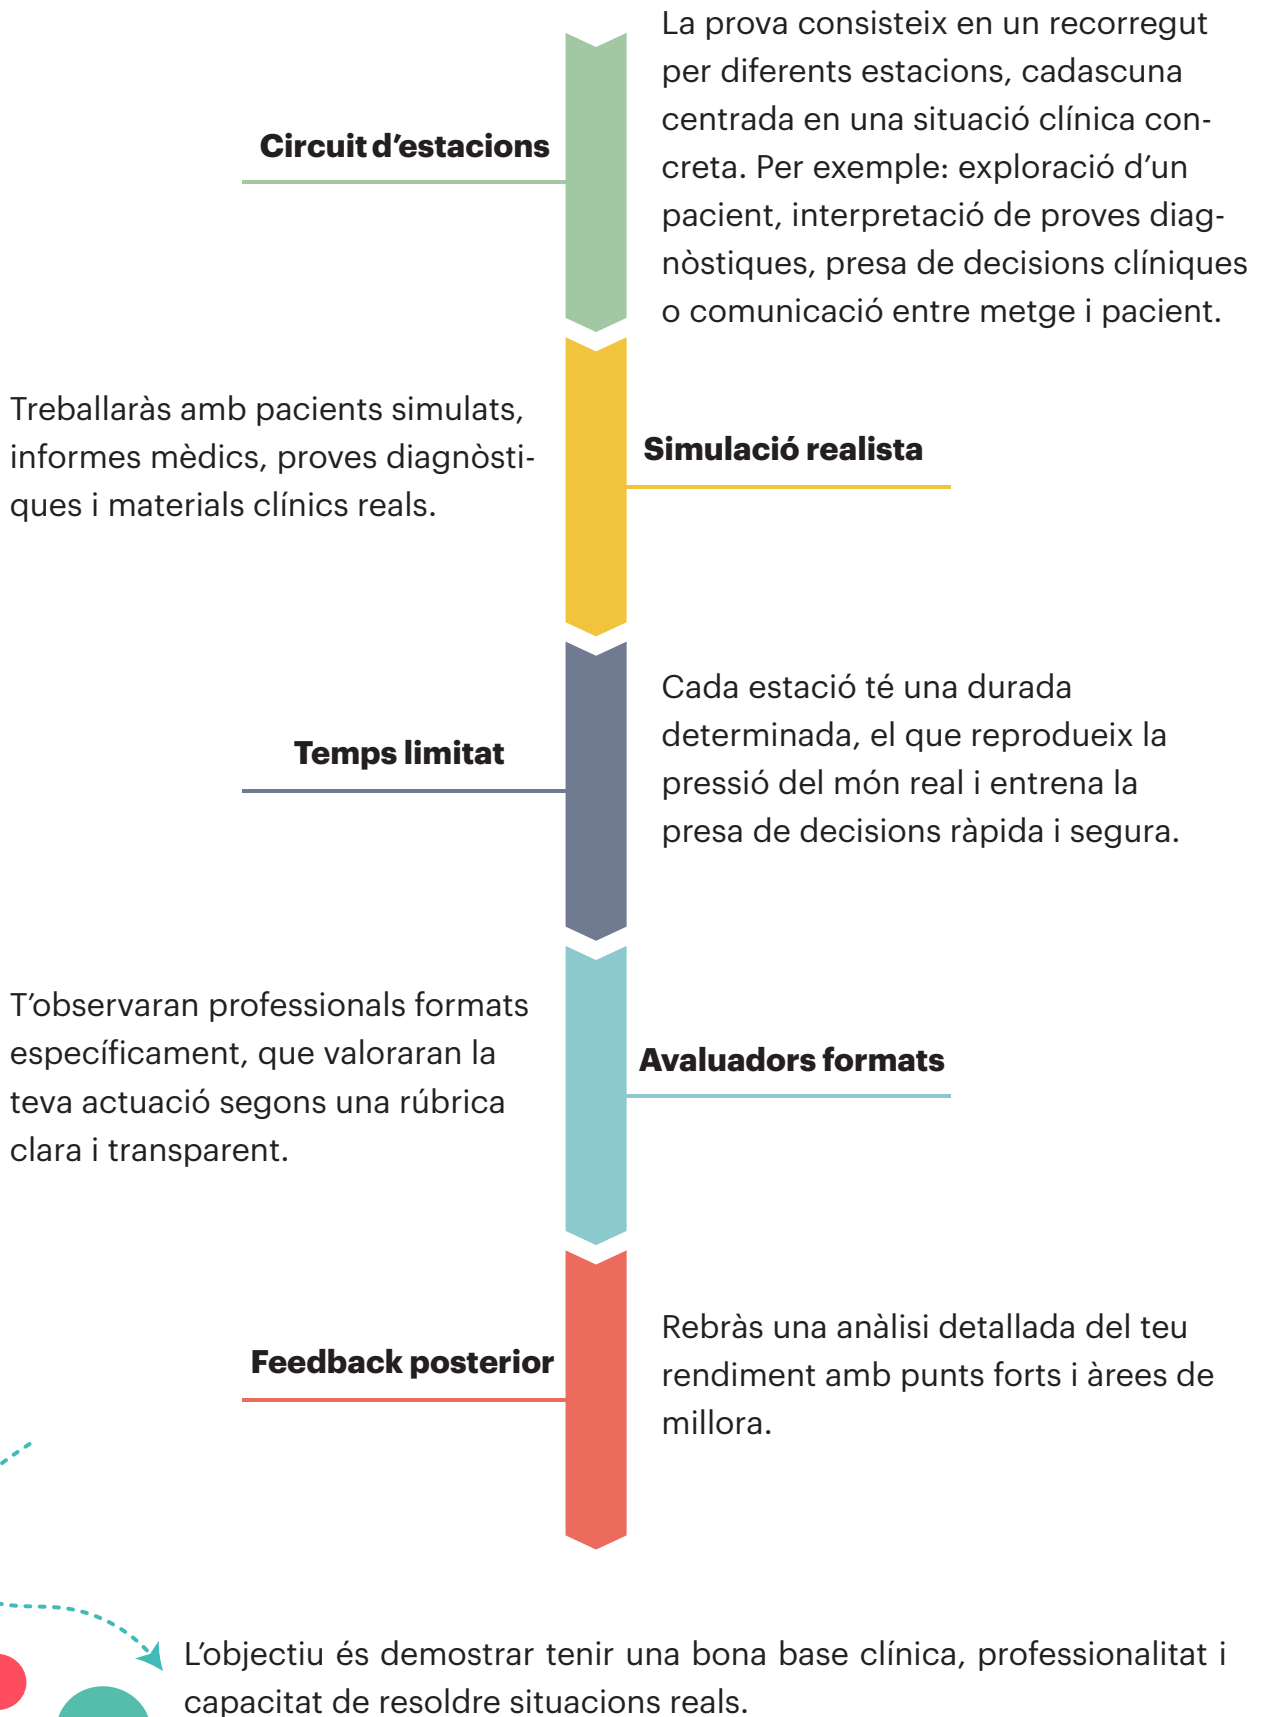 Circuit d’estacions
La prova consisteix en un recorregut
per diferents estacions, cadascuna
centrada en una situació clínica con-
creta. Per exemple: exploració d’un
pacient, interpretació de proves diag-
nòstiques, presa de decisions clíniques
o comunicació entre metge i pacient.
Simulació realista
Treballaràs amb pacients simulats,
informes mèdics, proves diagnòsti-
ques i materials clínics reals.
Temps limitat
Cada estació té una durada
determinada, el que reprodueix la
pressió del món real i entrena la
presa de decisions ràpida i segura.
Avaluadors formats
T’observaran professionals formats
específicament, que valoraran la
teva actuació segons una rúbrica
clara i transparent.
Feedback posterior
Rebràs una anàlisi detallada del teu
rendiment amb punts forts i àrees de
millora.
L’objectiu és demostrar tenir una bona base clínica, professionalitat i
capacitat de resoldre situacions reals.